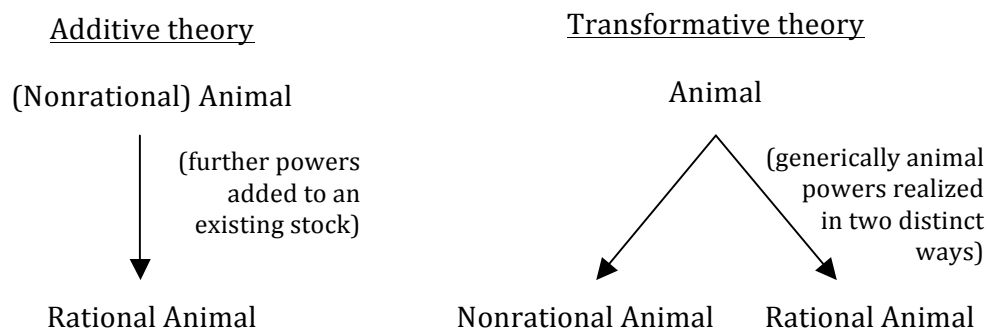 Additive theory
(Nonrational) Animal
(further powers
added to an
existing stock)
Rational Animal
Transformative theory
Animal
(generically animal
powers realized
in two distinct
ways)
Nonrational Animal
Rational Animal